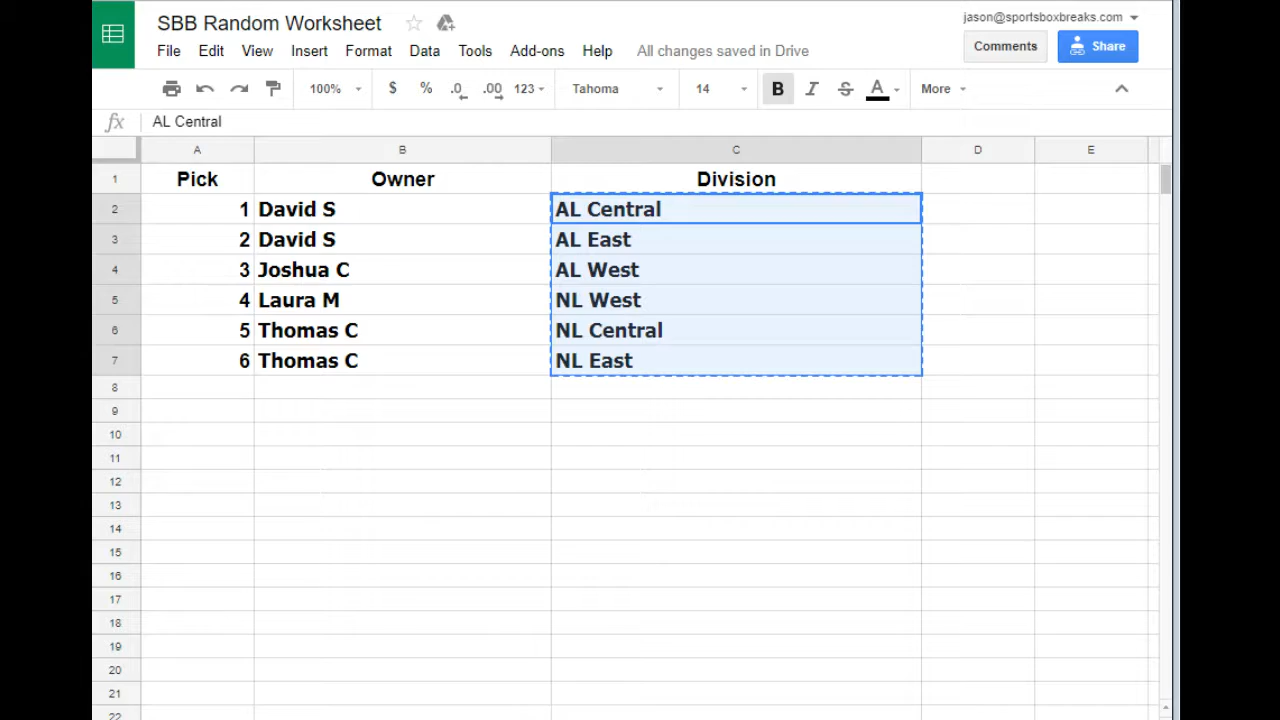 SBB Random Worksheet
jason@sportsboxbreaks.com
File Edit View Insert Format Data Tools Add-ons Help All changes saved in Drive
Comments Share
100% $ % .0 .00 123 Tahoma 14 B I S A More
fx AL Central
A B C D E
1 Pick Owner Division
2 1 David S AL Central
3 2 David S AL East
4 3 Joshua C AL West
5 4 Laura M NL West
6 5 Thomas C NL Central
7 6 Thomas C NL East
8
9
10
11
12
13
14
15
16
17
18
19
20
21
22